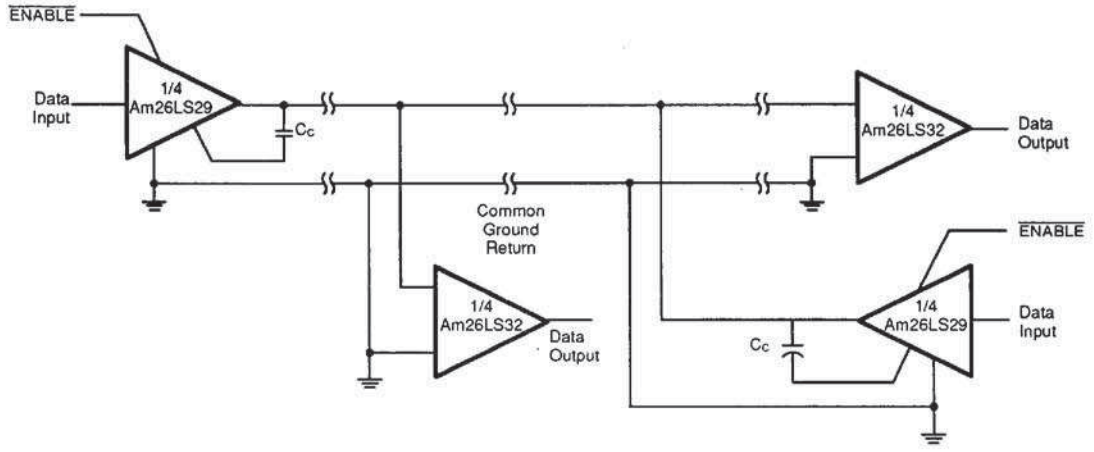 ENABLE
1/4
Am26LS29
Data
Input
Cc
1/4
Am26LS32
Data
Output
Common
Ground
Return
ENABLE
1/4
Am26LS32
Data
Output
1/4
Am26LS29
Data
Input
Cc